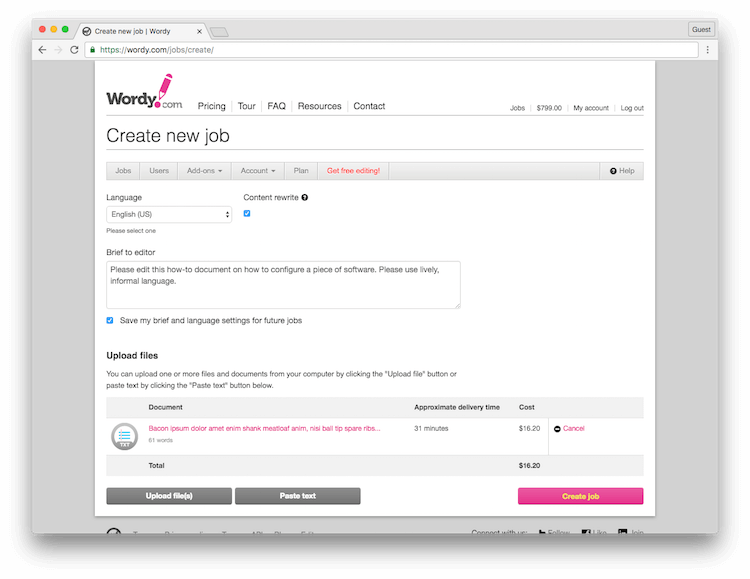 Create new job | Wordy
Guest
https://wordy.com/jobs/create/
Wordy.com
Pricing Tour FAQ Resources Contact
Jobs $799.00 My account Log out
Create new job
Jobs Users Add-ons Account Plan Get free editing! Help
Language Content rewrite
English (US)
Please select one
Brief to editor
Please edit this how-to document on how to configure a piece of software. Please use lively,
informal language.
Save my brief and language settings for future jobs
Upload files
You can upload one or more files and documents from your computer by clicking the "Upload file" button or
paste text by clicking the "Paste text" button below.
Document Approximate delivery time Cost
Bacon ipsum dolor amet enim shank meatloaf anim, nisi ball tip spare ribs... 31 minutes $16.20 Cancel
TXT
61 words
Total $16.20
Upload file(s) Paste text Create job
Connect with us: Follow Like Join